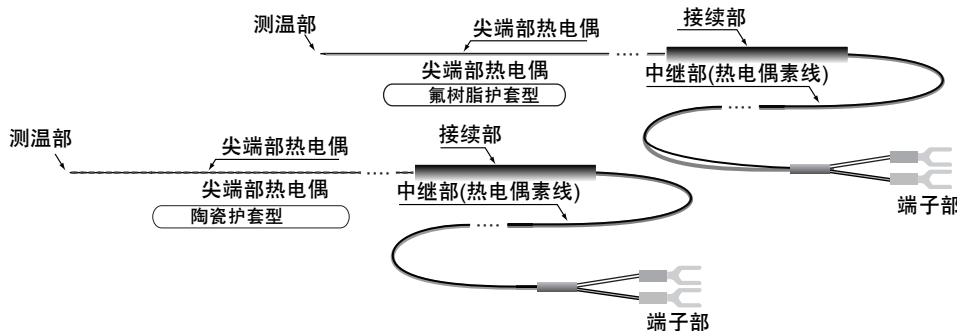 测温部
尖端部热电偶
接续部
尖端部热电偶
氟树脂护套型
中继部(热电偶素线)
端子部
测温部
尖端部热电偶
接续部
尖端部热电偶
陶瓷护套型
中继部(热电偶素线)
端子部